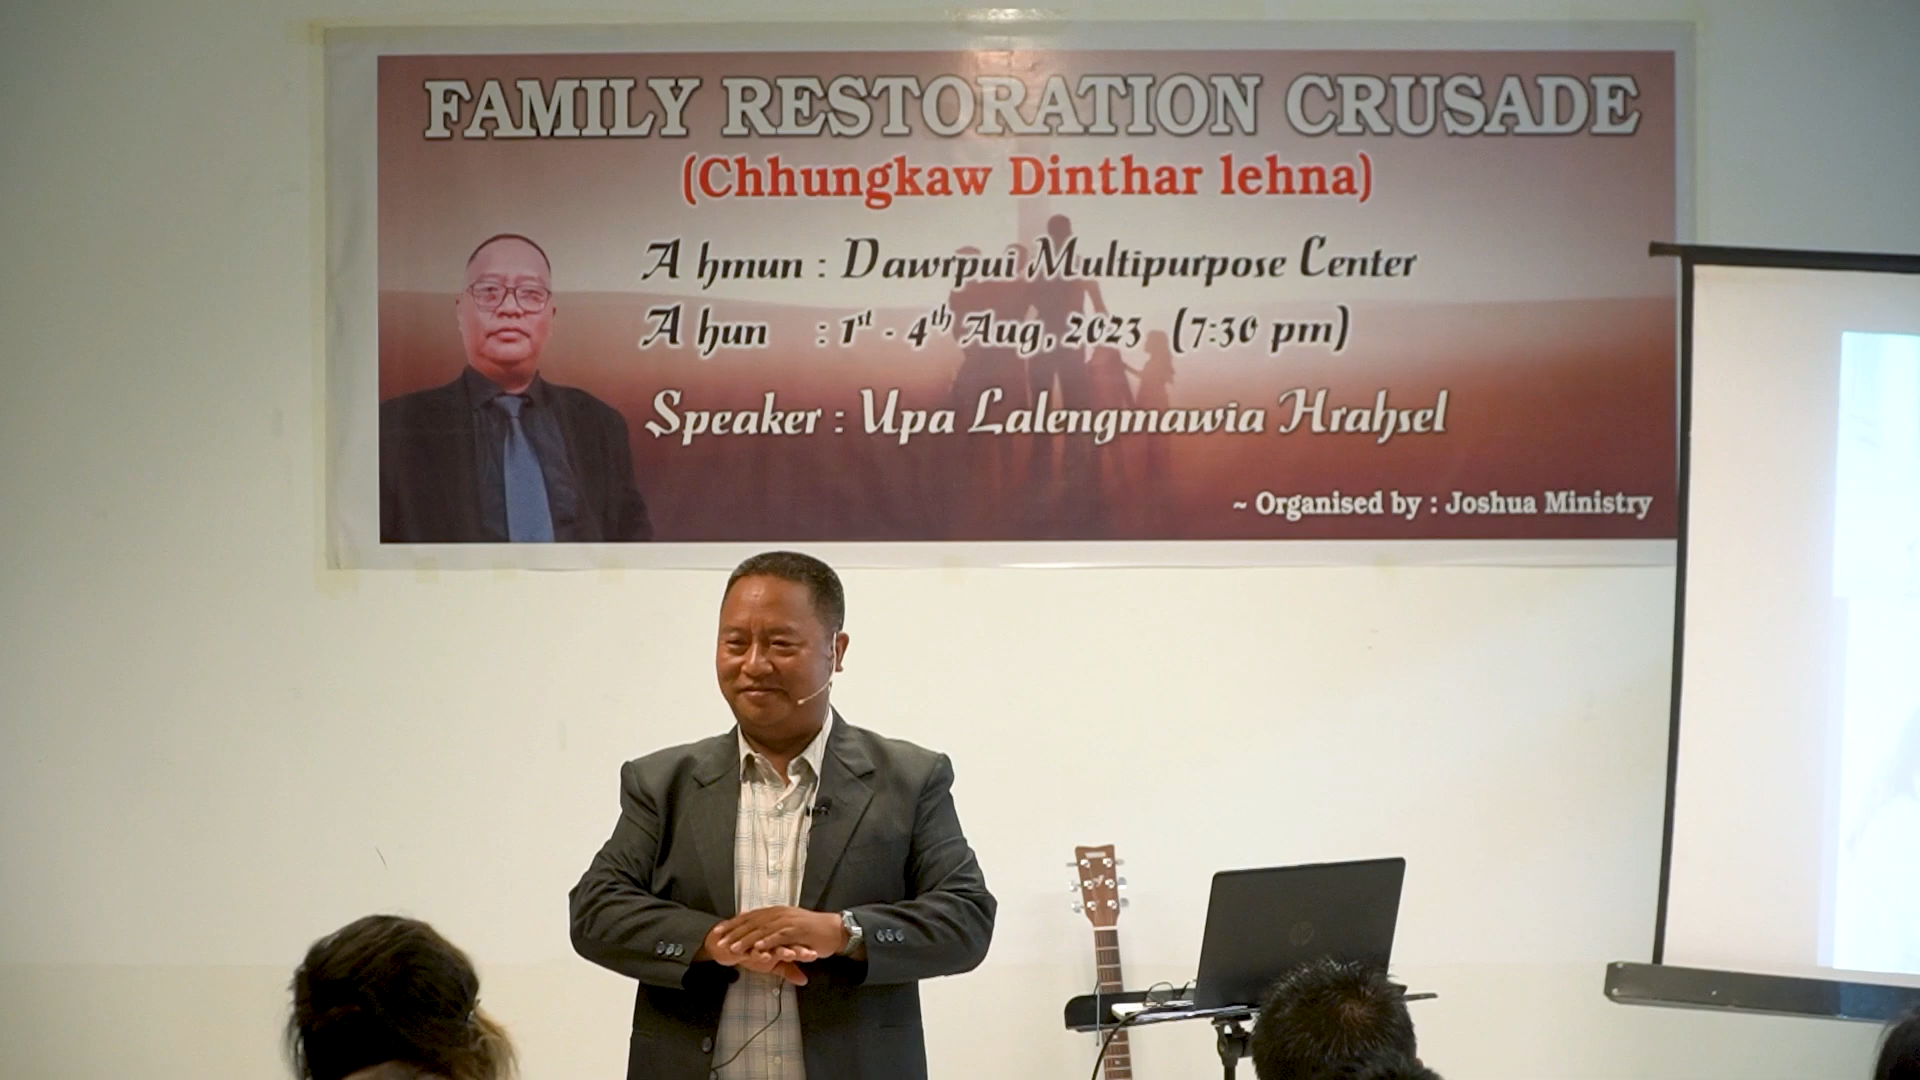 FAMILY RESTORATION CRUSADE
(Chhungkaw Dinthar lehna)
A hmun : Dawrpui Multipurpose Center
A hun : 1st - 4th Aug, 2023 (7:30 pm)
Speaker : Upa Lalengmawia Hrahsel
~ Organised by : Joshua Ministry